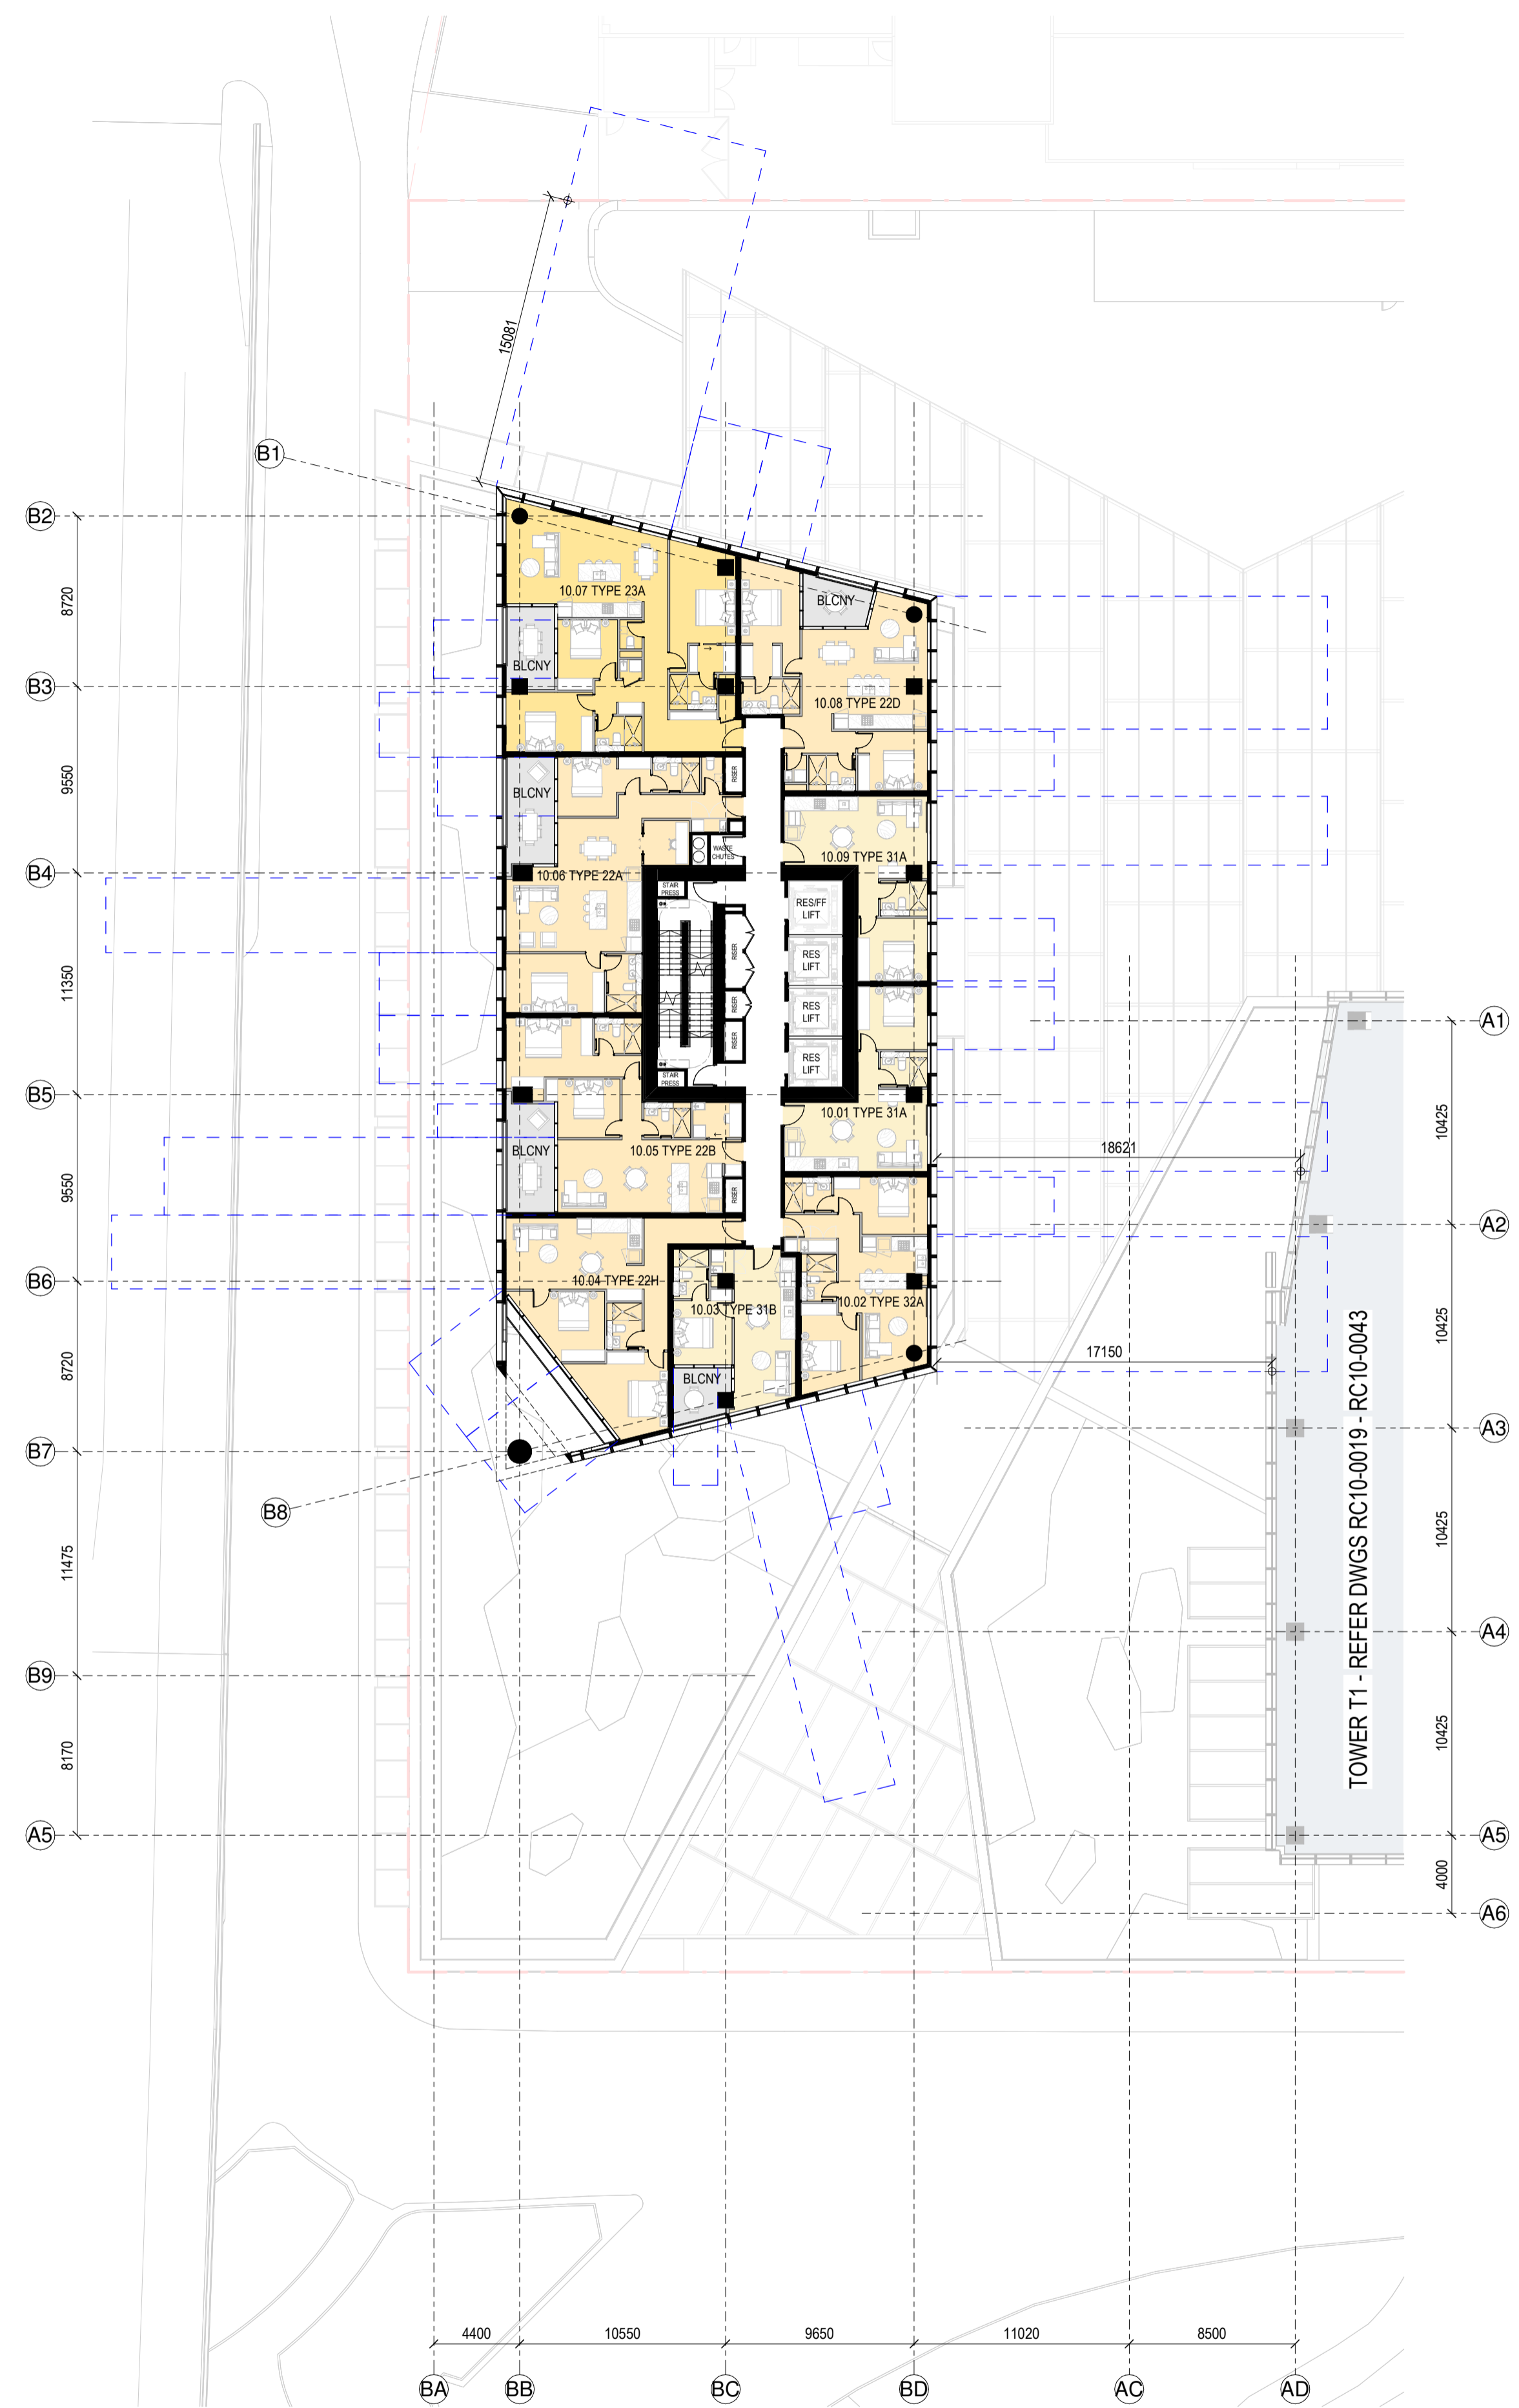 15081
B1
B2
8720
10.07 TYPE 23A
BLCNY
BLCNY
B3
10.08 TYPE 22D
9550
RISER
BLCNY
WASTE
CHUTES
10.09 TYPE 31A
B4
10.06 TYPE 22A
STAIR
PRESS
RES/FF
LIFT
RISER
RES
LIFT
11350
RISER
RES
LIFT
A1
RISER
RES
LIFT
STAIR
PRESS
B5
10.01 TYPE 31A
10425
BLCNY
10.05 TYPE 22B
18621
9550
RISER
A2
B6
10.04 TYPE 22H
10.03 TYPE 31B
10.02 TYPE 32A
10425
8720
17150
BLCNY
A3
B7
B8
TOWER T1 - REFER DWGS RC10-0019 - RC10-0043
10425
11475
A4
B9
10425
8170
A5
A5
4000
A6
4400
10550
9650
11020
8500
BA
BB
BC
BD
AC
AD